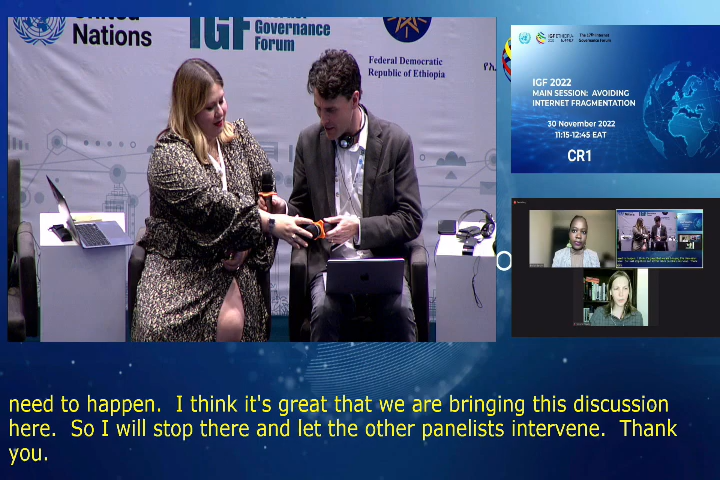 United
Nations
IGF
Governance
Forum
Federal Democratic
Republic of Ethiopia
IGF 2022
MAIN SESSION: AVOIDING
INTERNET FRAGMENTATION
30 November 2022
11:15-12:45 EAT
CR1
need to happen.  I think it's great that we are bringing this discussion
here.  So I will stop there and let the other panelists intervene.  Thank
you.